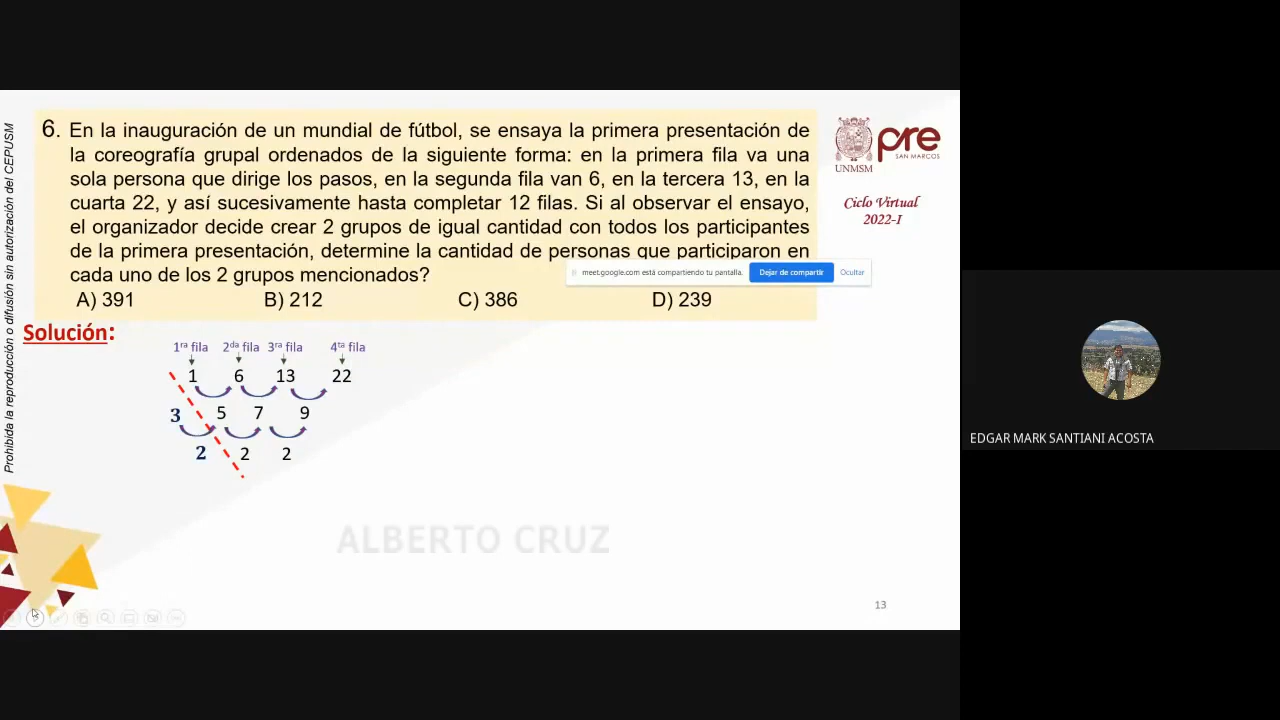 6. En la inauguración de un mundial de fútbol, se ensaya la primera presentación de
la coreografía grupal ordenados de la siguiente forma: en la primera fila va una
sola persona que dirige los pasos, en la segunda fila van 6, en la tercera 13, en la
cuarta 22, y así sucesivamente hasta completar 12 filas. Si al observar el ensayo,
el organizador decide crear 2 grupos de igual cantidad con todos los participantes
de la primera presentación, determine la cantidad de personas que participaron en
cada uno de los 2 grupos mencionados?
A) 391 B) 212 C) 386 D) 239
meet.google.com está compartiendo tu pantalla. Dejar de compartir Ocultar
UNMSM
pre
SAN MARCOS
Ciclo Virtual
2022-I
Prohibida la reproducción o difusión sin autorización del CEPUSM
Solución:
1ra fila 2da fila 3ra fila 4ta fila
1 6 13 22
3 5 7 9
2 2 2
ALBERTO CRUZ
13
EDGAR MARK SANTIANI ACOSTA